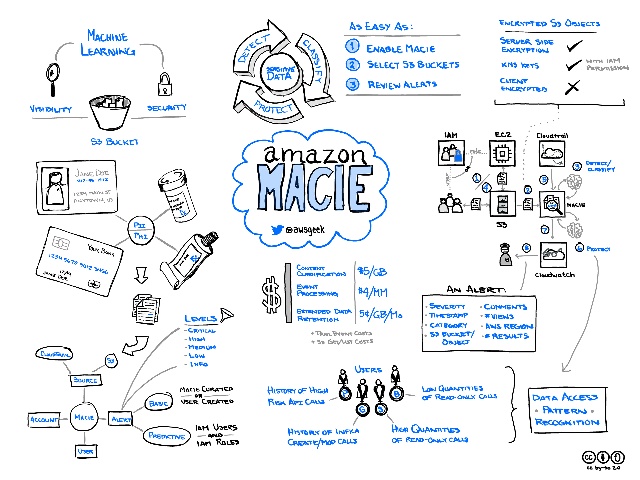 MACHINE
LEARNING
VISIBILITY
SECURITY
S3 BUCKET
DETECT
CLASSIFY
PROTECT
SENSITIVE
DATA
AS EASY AS:
1 ENABLE MACIE
2 SELECT S3 BUCKETS
3 REVIEW ALERTS
ENCRYPTED S3 OBJECTS
SERVER SIDE
ENCRYPTION
KMS KEYS
WITH IAM
PERMISSION
CLIENT
ENCRYPTED
amazon
MACIE
@awsgeek
JANE DOE
PII
PHI
YOUR BANK
JANE DOE
IAM
EC2
CLOUDTRAIL
S3
MACIE
CLOUDWATCH
DETECT/
CLASSIFY
PROTECT
CONTENT
CLASSIFICATION
$5/GB
EVENT
PROCESSING
$4/MM
EXTENDED DATA
RETENTION
5¢/GB/MO
+ TRAIL EVENT COSTS
+ S3 GET/LIST COSTS
AN ALERT:
• SEVERITY
• TIMESTAMP
• CATEGORY
• S3 BUCKET/
OBJECT
• COMMENTS
• # VIEWS
• AWS REGION
• # RESULTS
LEVELS
- CRITICAL
- HIGH
- MEDIUM
- LOW
- INFO
CLOUDTRAIL
S3
SOURCE
ACCOUNT
MACIE
ALERT
USER
BASIC
MACIE CURATED
OR
USER CREATED
PREDICTIVE
IAM USERS
AND IAM
ROLES
USERS
HISTORY OF HIGH
RISK API CALLS
LOW QUANTITIES
OF READ-ONLY CALLS
HISTORY OF INFRA
CREATE/MOD CALLS
HIGH QUANTITIES
OF READ-ONLY CALLS
DATA ACCESS
• PATTERN •
RECOGNITION
CC BY-SA 2.0